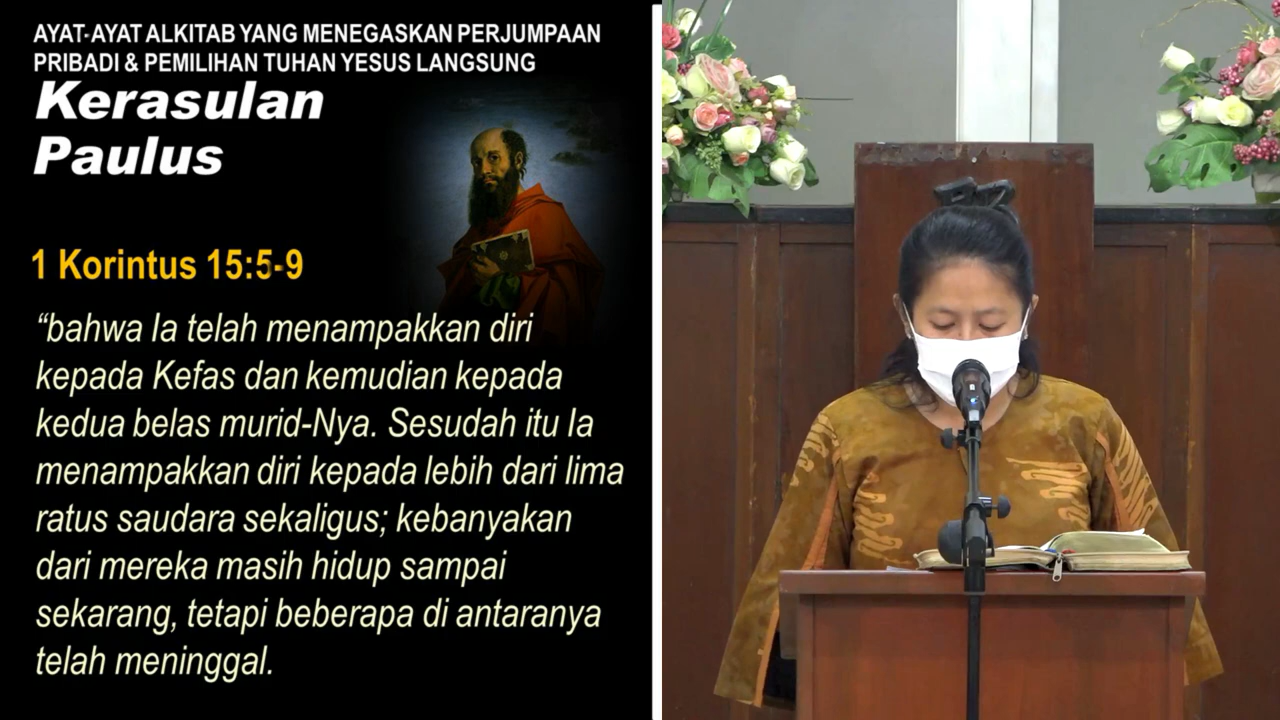 AYAT-AYAT ALKITAB YANG MENEGASKAN PERJUMPAAN
PRIBADI & PEMILIHAN TUHAN YESUS LANGSUNG
Kerasulan
Paulus
1 Korintus 15:5-9
“bahwa Ia telah menampakkan diri
kepada Kefas dan kemudian kepada
kedua belas murid-Nya. Sesudah itu Ia
menampakkan diri kepada lebih dari lima
ratus saudara sekaligus; kebanyakan
dari mereka masih hidup sampai
sekarang, tetapi beberapa di antaranya
telah meninggal.